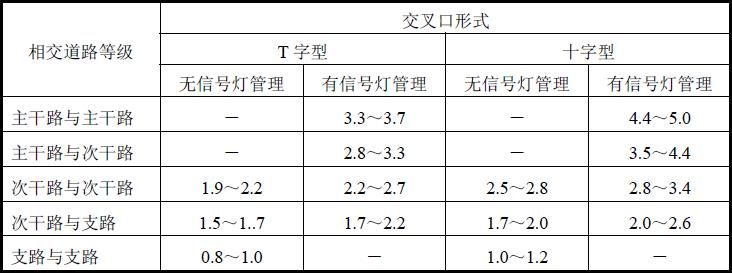 相交道路等级 交叉口形式
T 字型 十字型
无信号灯管理 有信号灯管理 无信号灯管理 有信号灯管理
主干路与主干路 － 3.3～3.7 － 4.4～5.0
主干路与次干路 － 2.8～3.3 － 3.5～4.4
次干路与次干路 1.9～2.2 2.2～2.7 2.5～2.8 2.8～3.4
次干路与支路 1.5～1..7 1.7～2.2 1.7～2.0 2.0～2.6
支路与支路 0.8～1.0 － 1.0～1.2 －